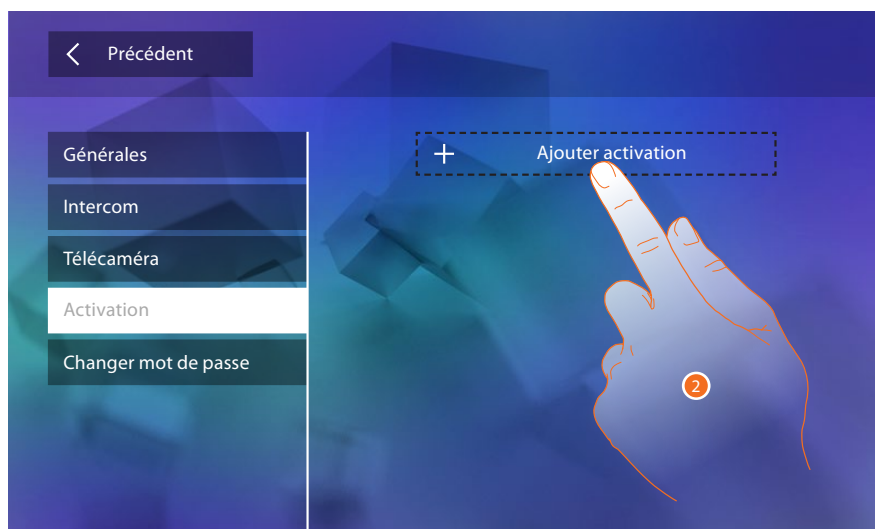 Précédent
Générales
+ Ajouter activation
Intercom
Télécaméra
Activation
Changer mot de passe
2